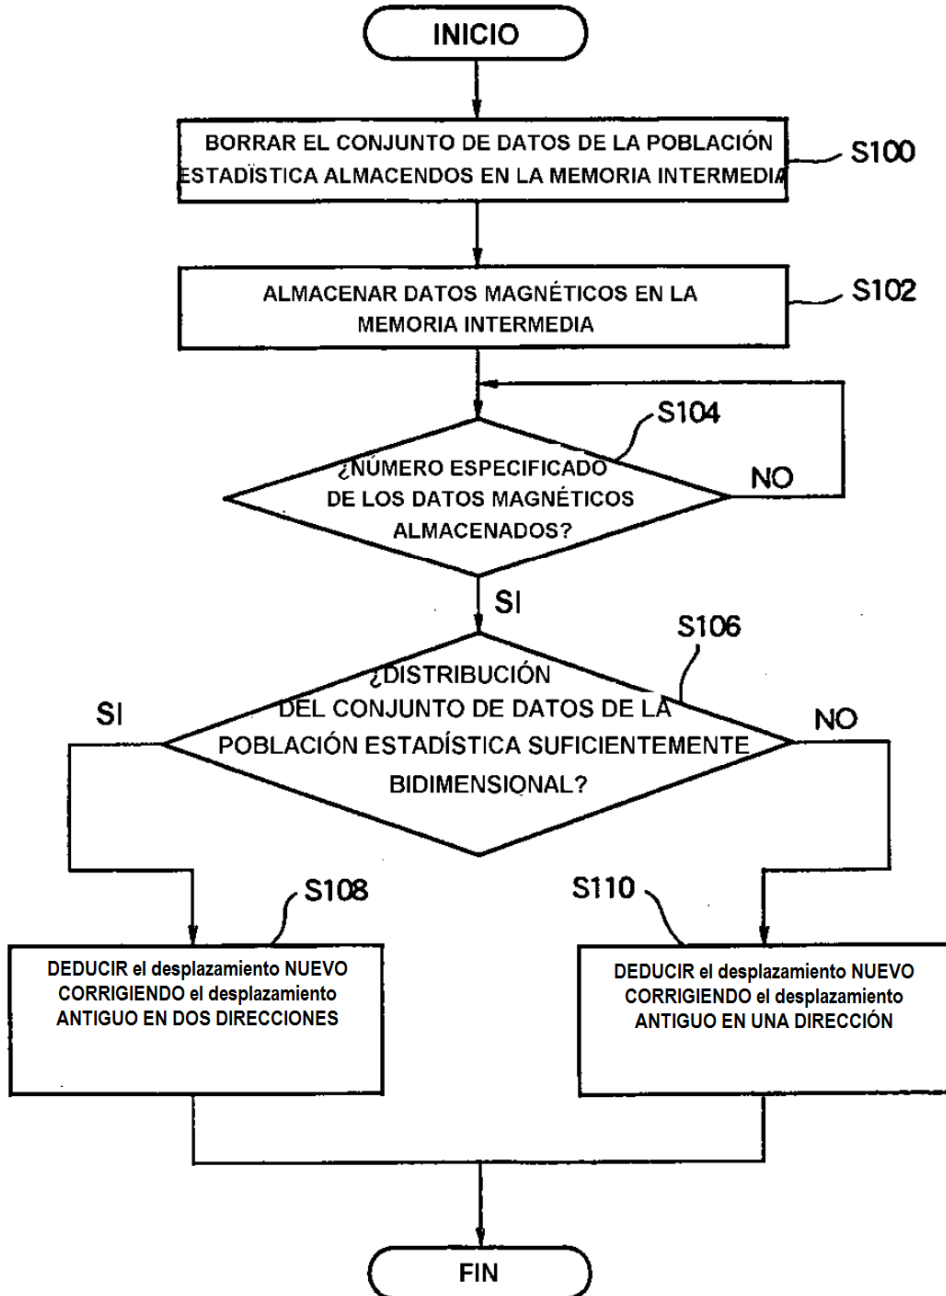 INICIO
BORRAR EL CONJUNTO DE DATOS DE LA POBLACIÓN
ESTADÏSTICA ALMACENDOS EN LA MEMORIA INTERMEDIA
S100
ALMACENAR DATOS MAGNÉTICOS EN LA
MEMORIA INTERMEDIA
S102
S104
¿NÚMERO ESPECIFICADO
DE LOS DATOS MAGNÉTICOS
ALMACENADOS?
NO
SI
S106
¿DISTRIBUCIÓN
DEL CONJUNTO DE DATOS DE LA
POBLACIÓN ESTADÍSTICA SUFICIENTEMENTE
BIDIMENSIONAL?
SI
NO
S108
DEDUCIR el desplazamiento NUEVO
CORRIGIENDO el desplazamiento
ANTIGUO EN DOS DIRECCIONES
S110
DEDUCIR el desplazamiento NUEVO
CORRIGIENDO el desplazamiento
ANTIGUO EN UNA DIRECCIÓN
FIN